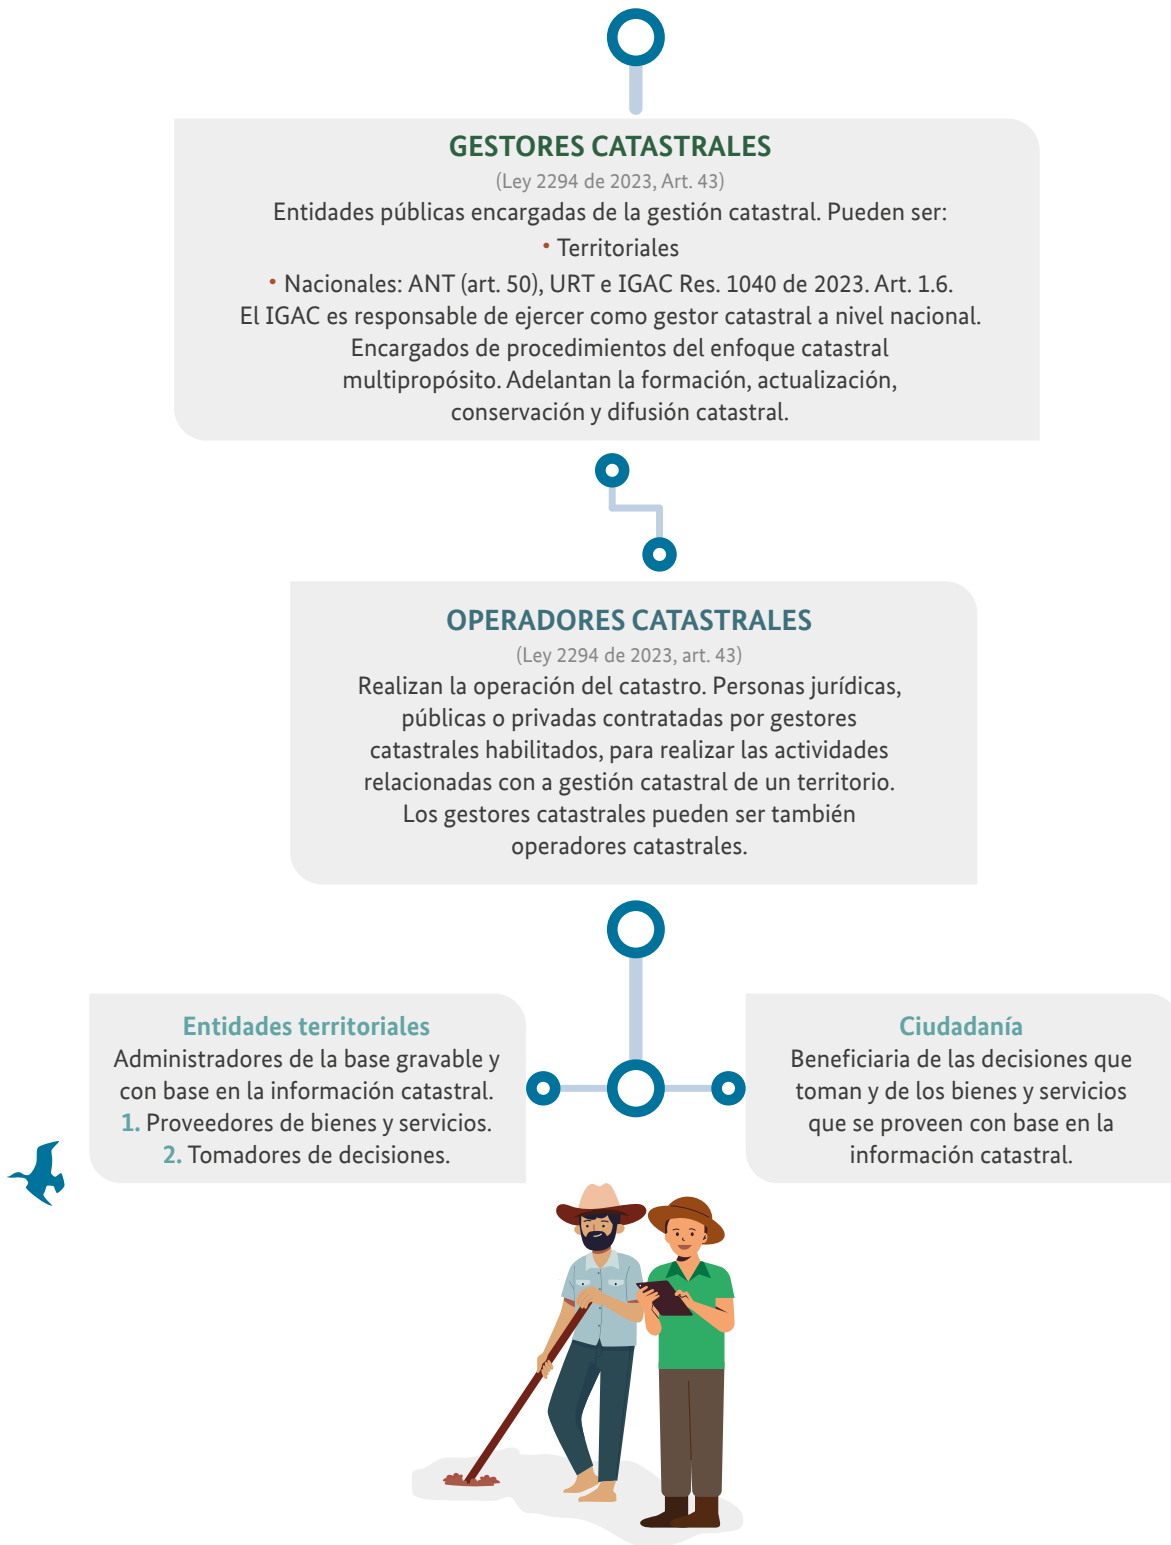 GESTORES CATASTRALES
(Ley 2294 de 2023, Art. 43)
Entidades públicas encargadas de la gestión catastral. Pueden ser:
• Territoriales
• Nacionales: ANT (art. 50), URT e IGAC Res. 1040 de 2023. Art. 1.6.
El IGAC es responsable de ejercer como gestor catastral a nivel nacional.
Encargados de procedimientos del enfoque catastral
multipropósito. Adelantan la formación, actualización,
conservación y difusión catastral.
OPERADORES CATASTRALES
(Ley 2294 de 2023, art. 43)
Realizan la operación del catastro. Personas jurídicas,
públicas o privadas contratadas por gestores
catastrales habilitados, para realizar las actividades
relacionadas con a gestión catastral de un territorio.
Los gestores catastrales pueden ser también
operadores catastrales.
Entidades territoriales
Administradores de la base gravable y
con base en la información catastral.
1. Proveedores de bienes y servicios.
2. Tomadores de decisiones.
Ciudadanía
Beneficiaria de las decisiones que
toman y de los bienes y servicios
que se proveen con base en la
información catastral.